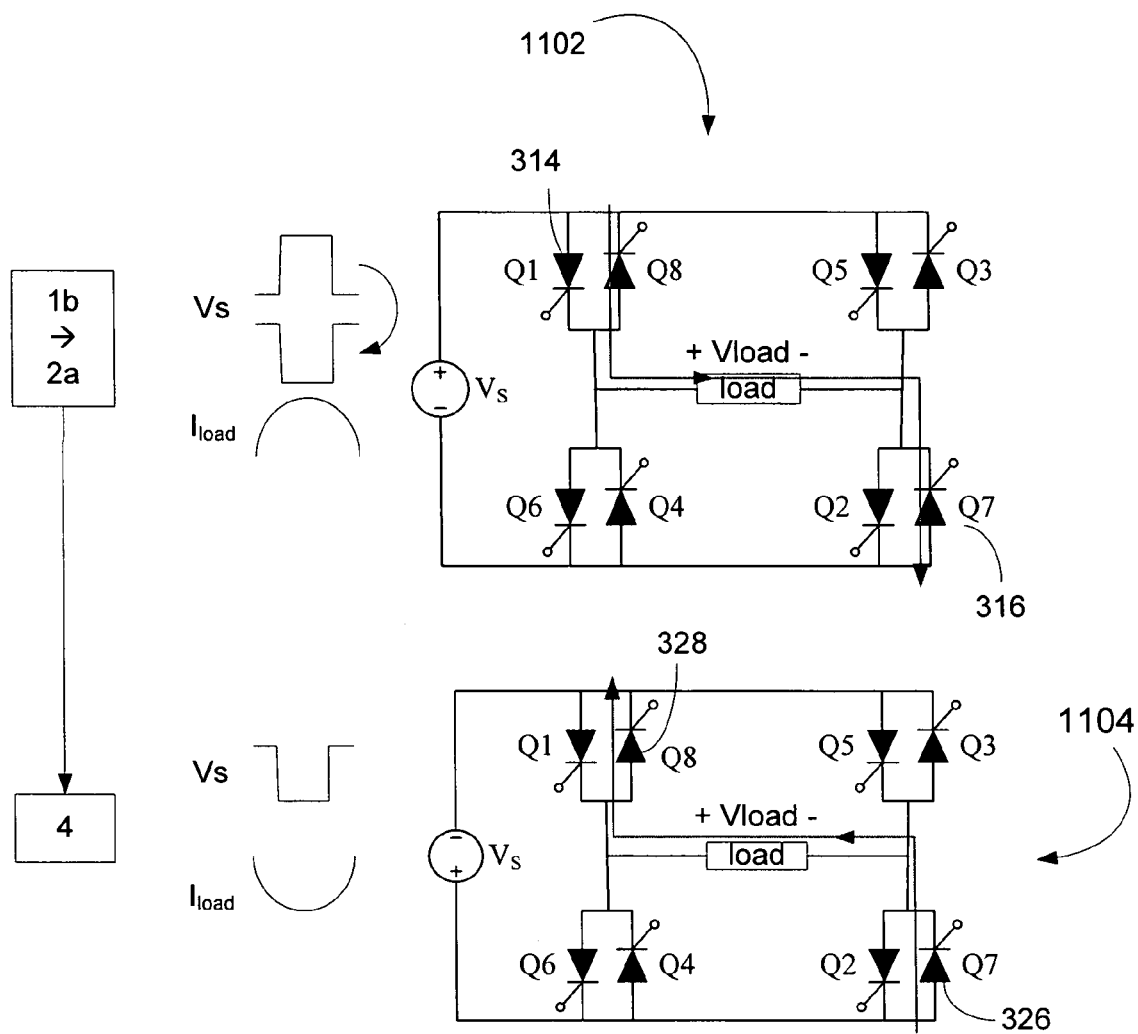 1102
314
Q1
Q8
Q5
Q3
1b
→
2a
Vs
+ Vload -
load
+
−
VS
Iload
Q6
Q4
Q2
Q7
316
328
1104
Q1
Q8
Q5
Q3
Vs
+ Vload -
4
load
−
+
VS
Iload
Q6
Q4
Q2
Q7
326